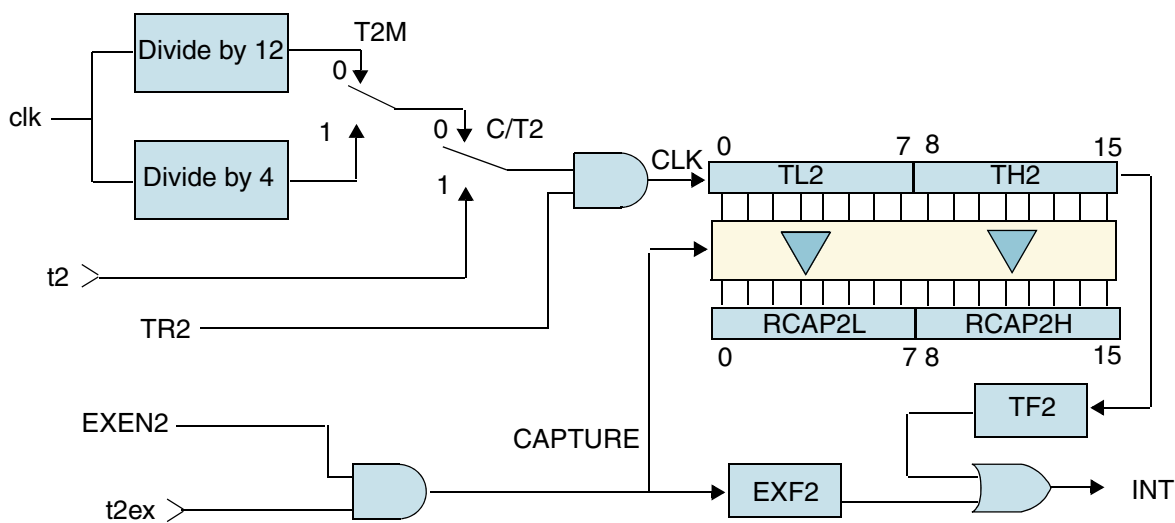 T2M
Divide by 12
0
clk
1
0
C/T2
Divide by 4
1
CLK
0
7
8
15
TL2
TH2
t2
TR2
RCAP2L
RCAP2H
0
7
8
15
TF2
EXEN2
CAPTURE
EXF2
INT
t2ex